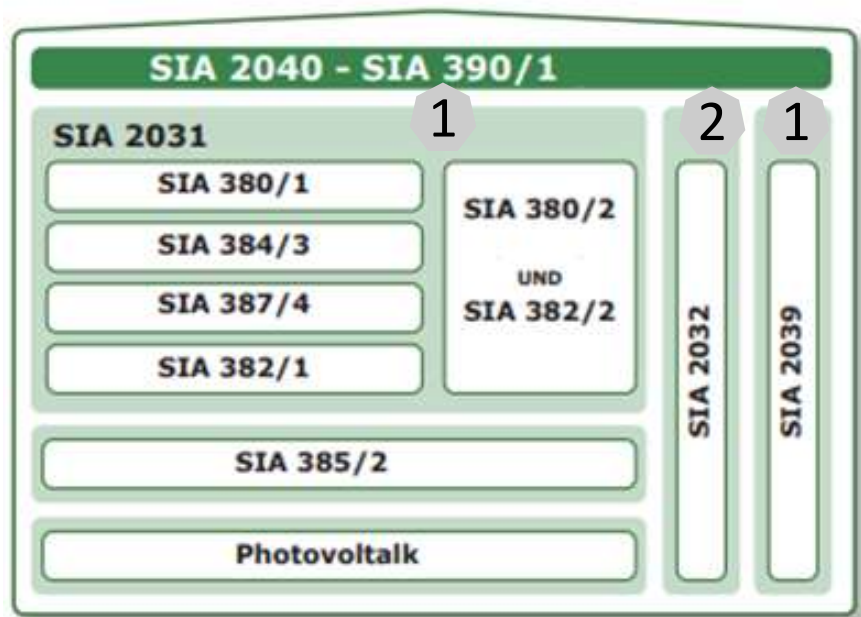 SIA 2040 - SIA 390/1
1
2
1
SIA 2031
SIA 380/1
SIA 384/3
SIA 387/4
SIA 382/1
SIA 380/2
UND
SIA 382/2
SIA 385/2
Photovoltalk
SIA 2032
SIA 2039